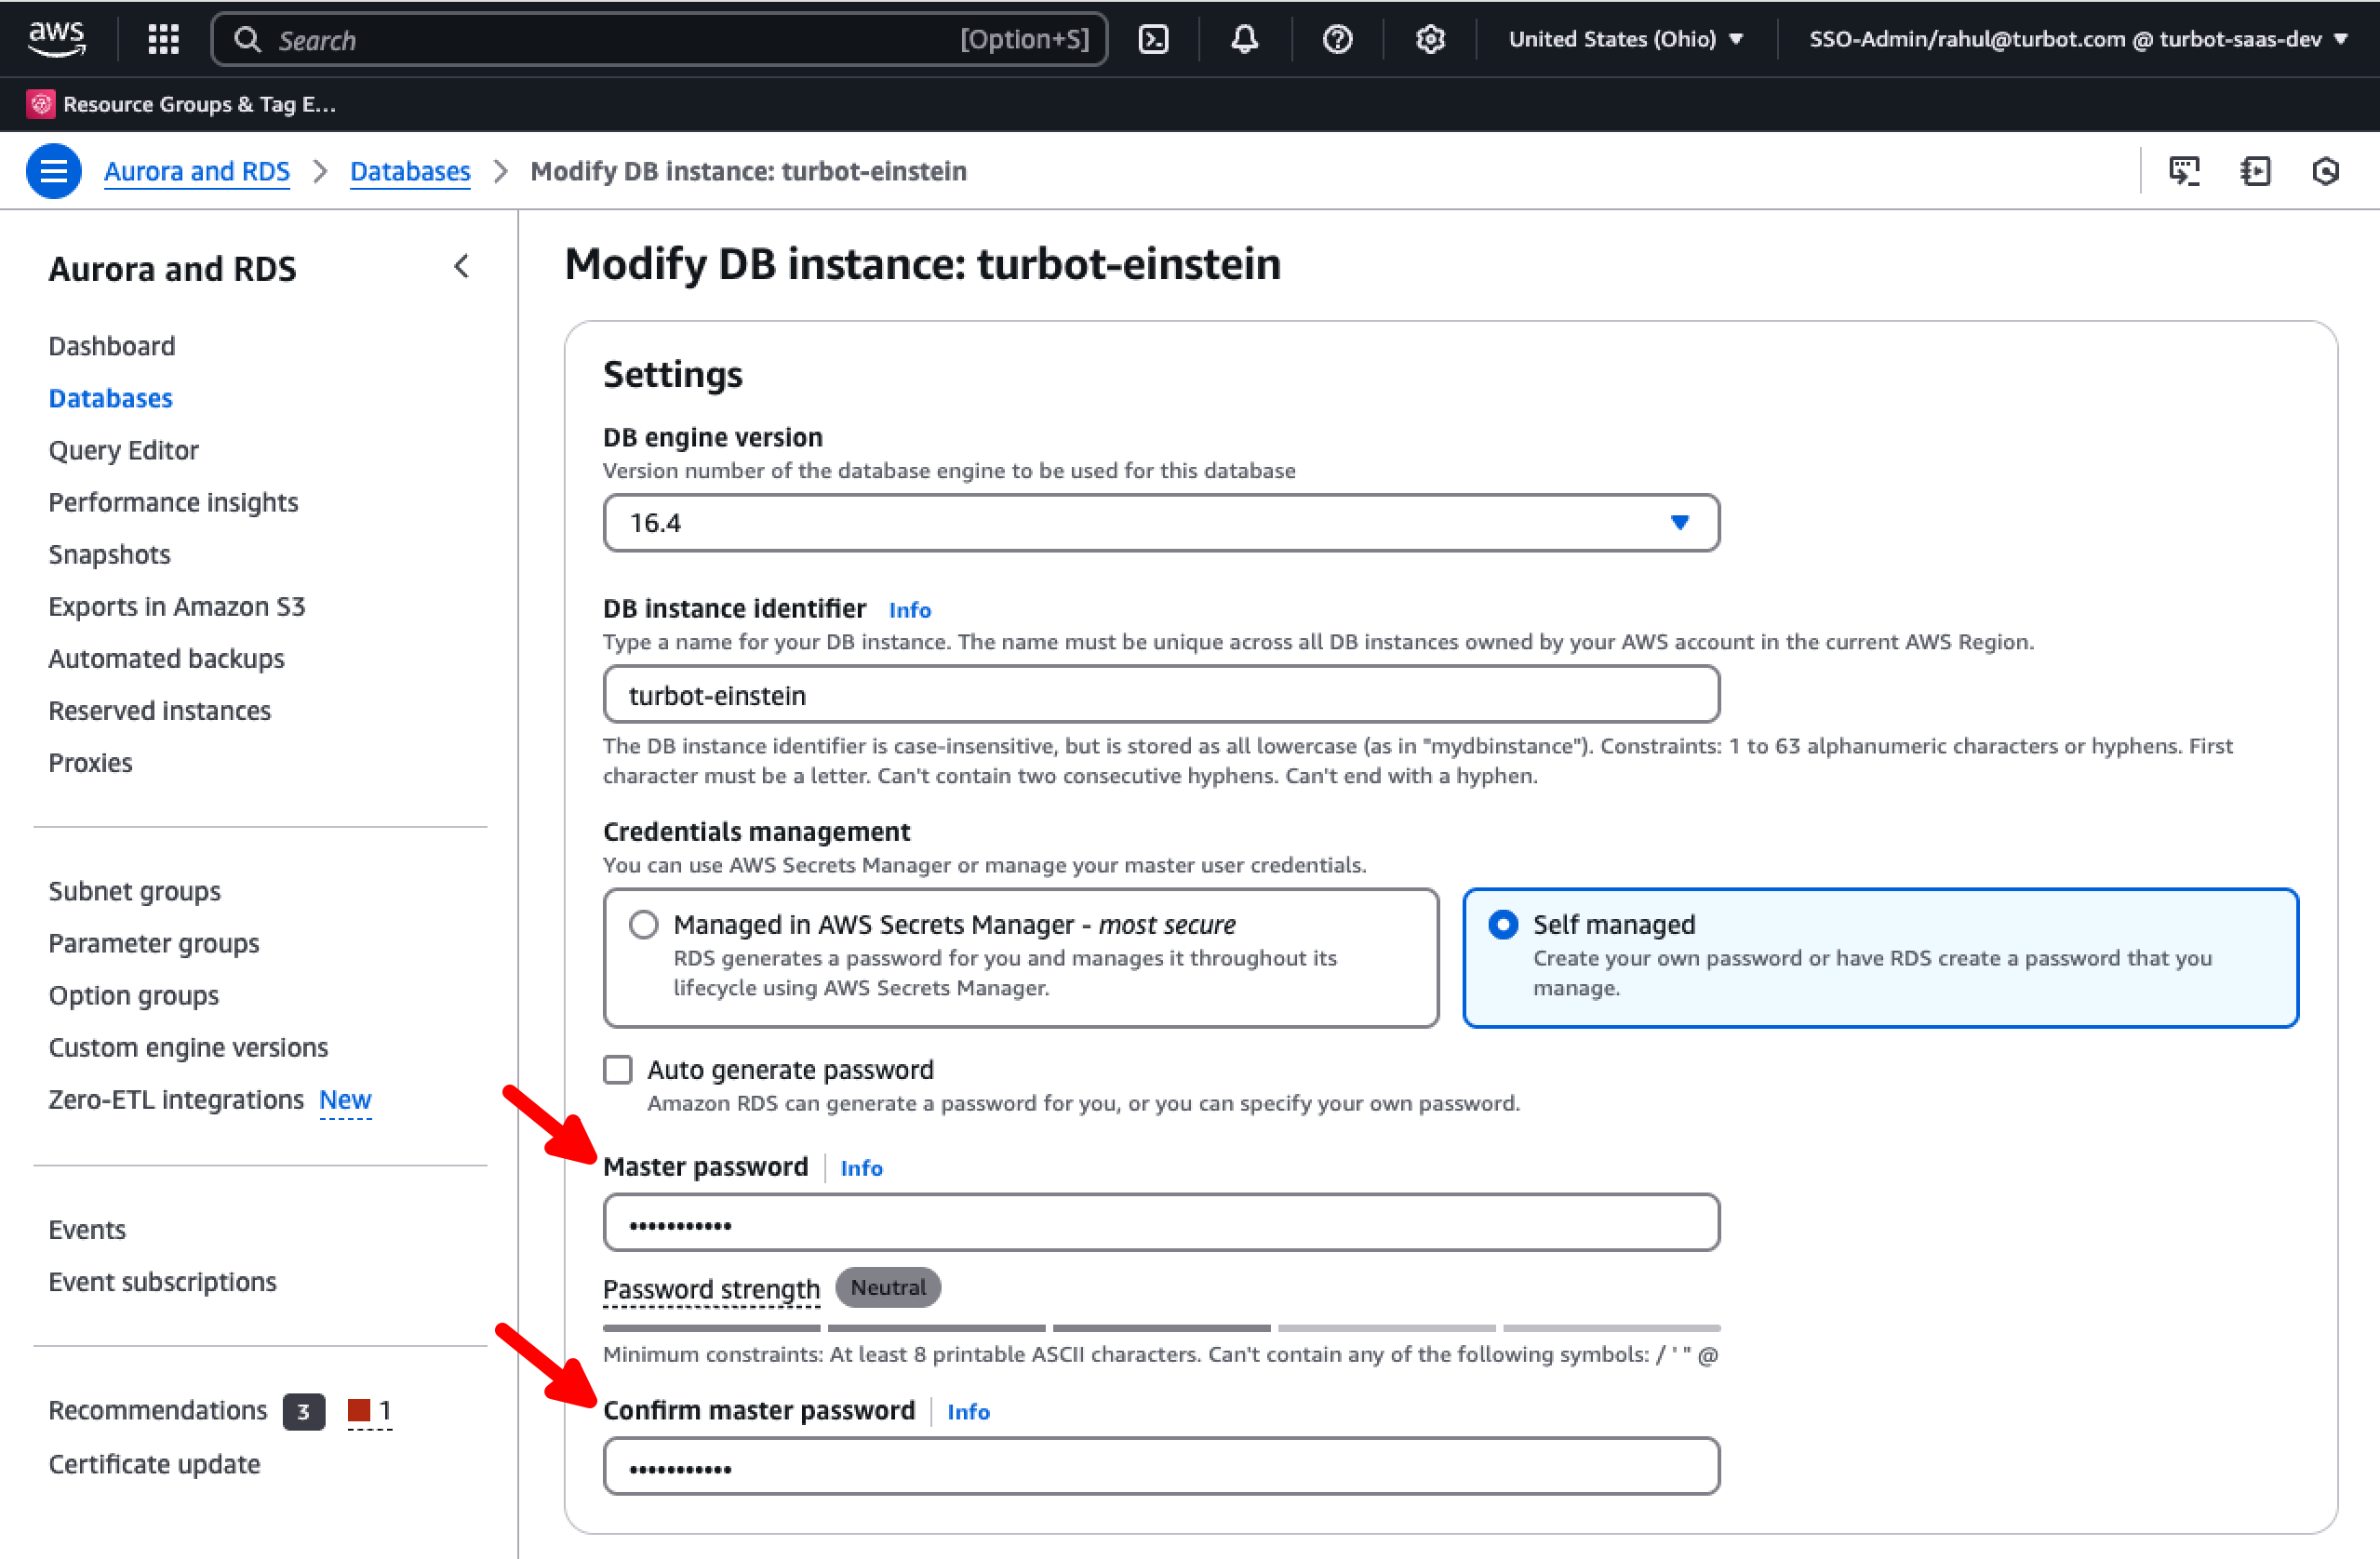 aws
Search
[Option+S]
United States (Ohio)
SSO-Admin/rahul@turbot.com @ turbot-saas-dev
Resource Groups & Tag E...
Aurora and RDS
Databases
Modify DB instance: turbot-einstein
Aurora and RDS
Dashboard
Databases
Query Editor
Performance insights
Snapshots
Exports in Amazon S3
Automated backups
Reserved instances
Proxies
Subnet groups
Parameter groups
Option groups
Custom engine versions
Zero-ETL integrations New
Events
Event subscriptions
Recommendations 3 1
Certificate update
Modify DB instance: turbot-einstein
Settings
DB engine version
Version number of the database engine to be used for this database
16.4
DB instance identifier Info
Type a name for your DB instance. The name must be unique across all DB instances owned by your AWS account in the current AWS Region.
turbot-einstein
The DB instance identifier is case-insensitive, but is stored as all lowercase (as in "mydbinstance"). Constraints: 1 to 63 alphanumeric characters or hyphens. First
character must be a letter. Can't contain two consecutive hyphens. Can't end with a hyphen.
Credentials management
You can use AWS Secrets Manager or manage your master user credentials.
Managed in AWS Secrets Manager - most secure
RDS generates a password for you and manages it throughout its
lifecycle using AWS Secrets Manager.
Self managed
Create your own password or have RDS create a password that you
manage.
Auto generate password
Amazon RDS can generate a password for you, or you can specify your own password.
Master password Info
•••••••••••
Password strength Neutral
Minimum constraints: At least 8 printable ASCII characters. Can't contain any of the following symbols: / ' " @
Confirm master password Info
•••••••••••